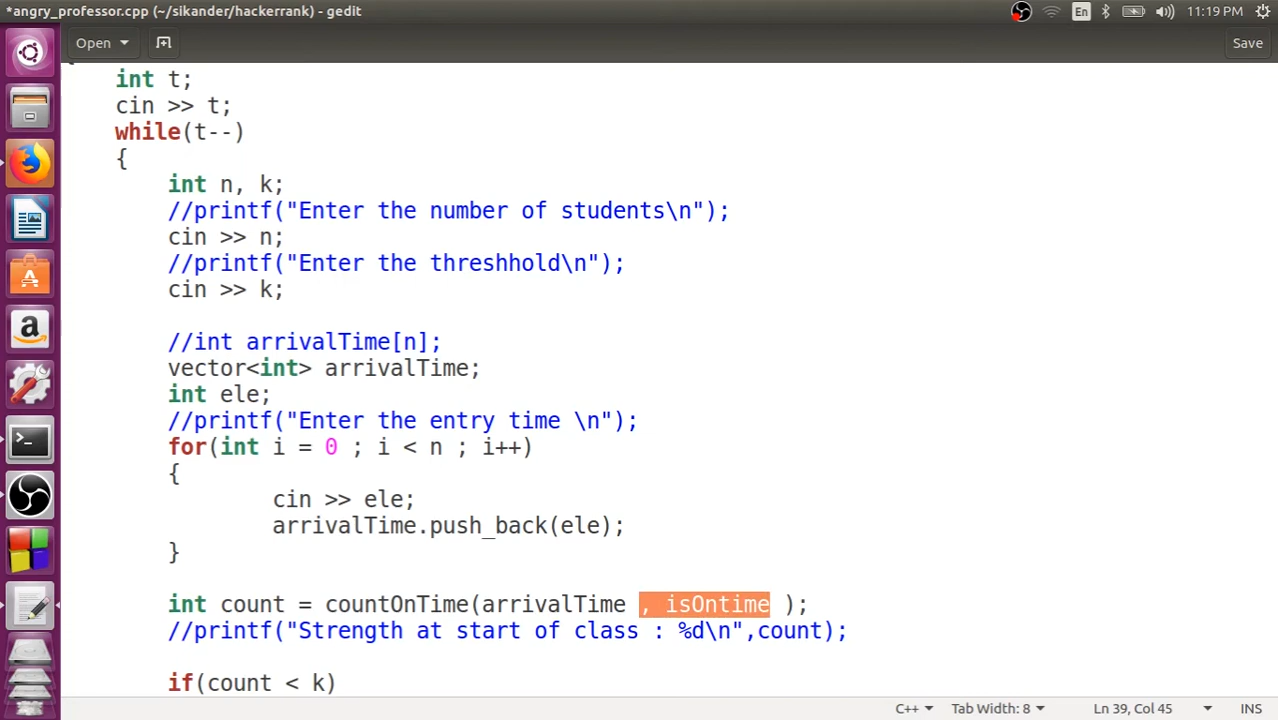 *angry_professor.cpp (~/sikander/hackerrank) - gedit
En
11:19 PM
Open
Save
int t;
cin >> t;
while(t--)
{
int n, k;
//printf("Enter the number of students\n");
cin >> n;
//printf("Enter the threshhold\n");
cin >> k;
//int arrivalTime[n];
vector<int> arrivalTime;
int ele;
//printf("Enter the entry time \n");
for(int i = 0 ; i < n ; i++)
{
cin >> ele;
arrivalTime.push_back(ele);
}
int count = countOnTime(arrivalTime , isOntime );
//printf("Strength at start of class : %d\n",count);
if(count < k)
C++
Tab Width: 8
Ln 39, Col 45
INS